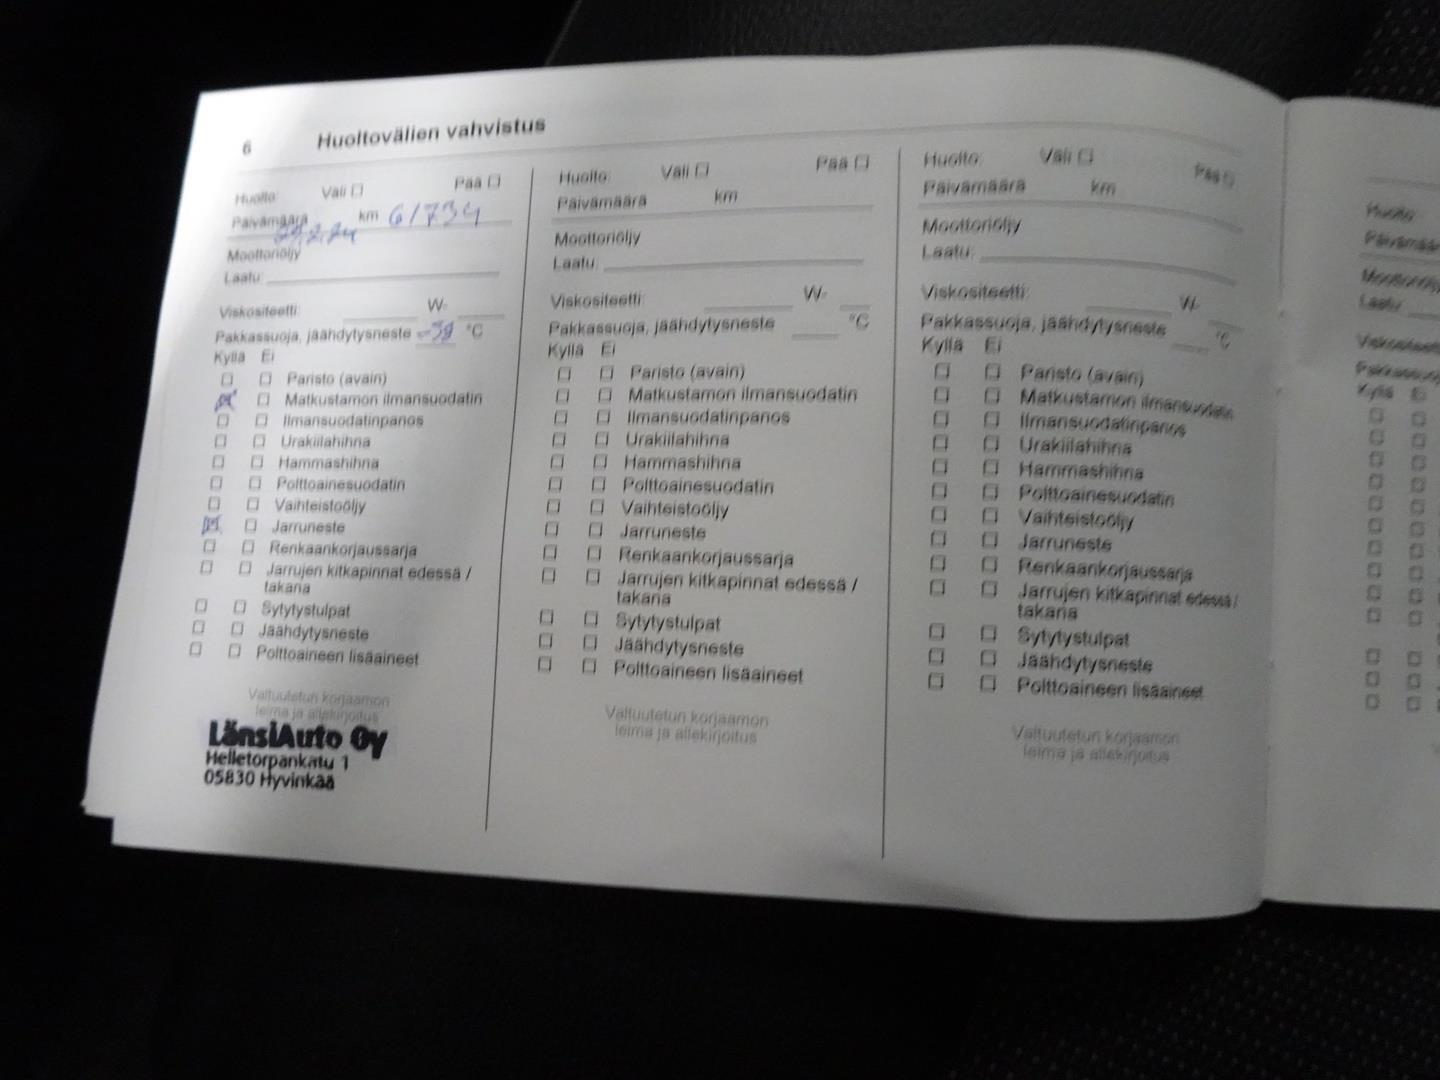 6 Huoltovälien vahvistus
Huolto: Väli Pää
Päivämäärä km 61734
Moottoriöljy
Laatu:
Viskositeetti: W-
Pakkassuoja, jäähdytysneste -38 °C
Kyllä Ei
Paristo (avain)
Matkustamon ilmansuodatin
Ilmansuodatinpanos
Urakiilahihna
Hammashihna
Polttoainesuodatin
Vaihteistoöljy
Jarruneste
Renkaankorjaussarja
Jarrujen kitkapinnat edessä /
takana
Sytytystulpat
Jäähdytysneste
Polttoaineen lisäaineet
Valtuutetun korjaamon
leima ja allekirjoitus
LänsiAuto Oy
Helletorpankatu 1
05830 Hyvinkää
Huolto: Väli Pää
Päivämäärä km
Moottoriöljy
Laatu:
Viskositeetti: W-
Pakkassuoja, jäähdytysneste °C
Kyllä Ei
Paristo (avain)
Matkustamon ilmansuodatin
Ilmansuodatinpanos
Urakiilahihna
Hammashihna
Polttoainesuodatin
Vaihteistoöljy
Jarruneste
Renkaankorjaussarja
Jarrujen kitkapinnat edessä /
takana
Sytytystulpat
Jäähdytysneste
Polttoaineen lisäaineet
Valtuutetun korjaamon
leima ja allekirjoitus
Huolto: Väli Pää
Päivämäärä km
Moottoriöljy
Laatu:
Viskositeetti: W-
Pakkassuoja, jäähdytysneste °C
Kyllä Ei
Paristo (avain)
Matkustamon ilmansuodatin
Ilmansuodatinpanos
Urakiilahihna
Hammashihna
Polttoainesuodatin
Vaihteistoöljy
Jarruneste
Renkaankorjaussarja
Jarrujen kitkapinnat edessä /
takana
Sytytystulpat
Jäähdytysneste
Polttoaineen lisäaineet
Valtuutetun korjaamon
leima ja allekirjoitus
Huolto:
Laatu:
Kyllä Ei